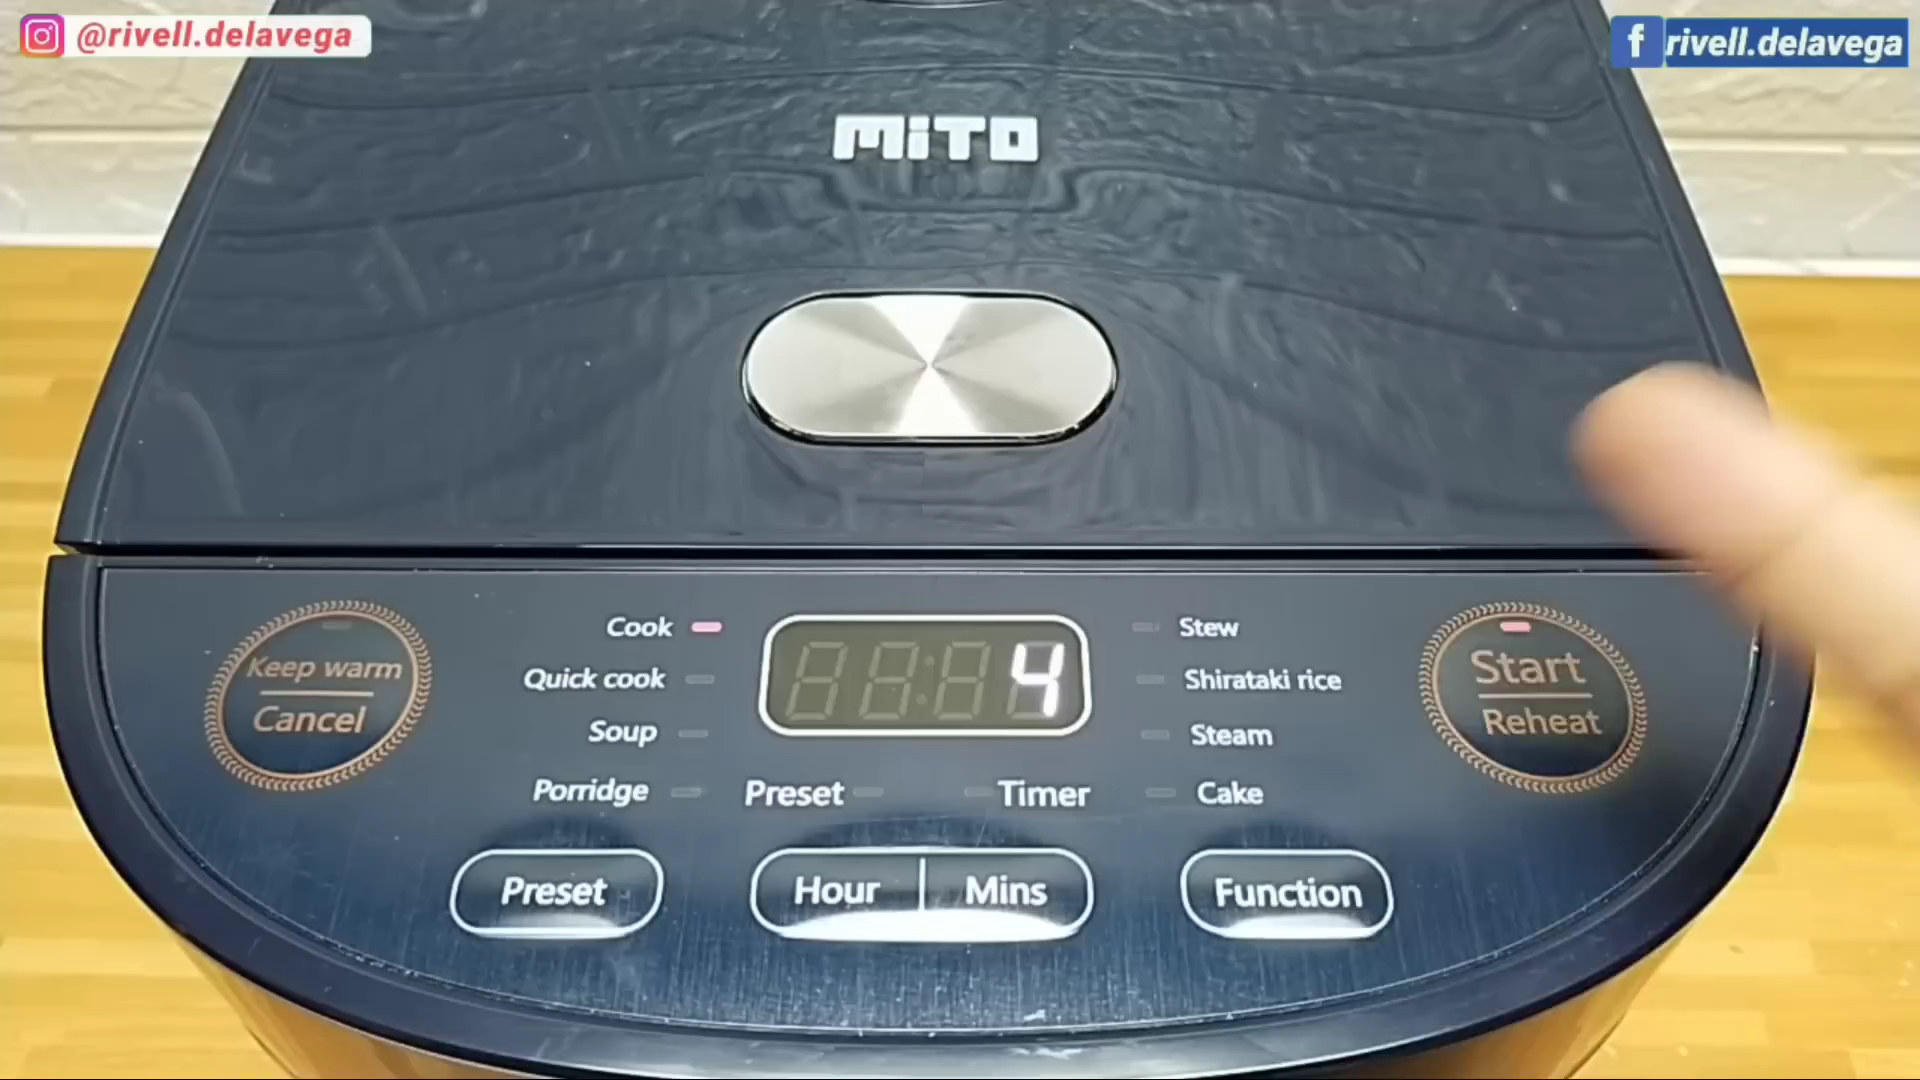 @rivell.delavega
f rivell.delavega
MiTO
Keep warm
Cancel
Cook
Quick cook
Soup
Porridge
4
Preset
Timer
Stew
Shirataki rice
Steam
Cake
Start
Reheat
Preset
Hour | Mins
Function